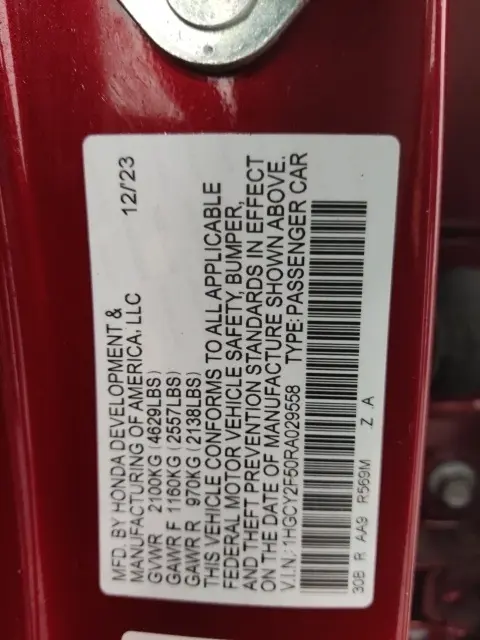 MFD. BY HONDA DEVELOPMENT &
MANUFACTURING OF AMERICA, LLC 12/'23
GVWR 2100KG (4629LBS)
GAWR F 1160KG (2557LBS)
GAWR R 970KG (2138LBS)
THIS VEHICLE CONFORMS TO ALL APPLICABLE
FEDERAL MOTOR VEHICLE SAFETY, BUMPER,
AND THEFT PREVENTION STANDARDS IN EFFECT
ON THE DATE OF MANUFACTURE SHOWN ABOVE.
V.I.N.: 1HGCY2F50RA029558 TYPE: PASSENGER CAR
30B R AA9 R569M Z A